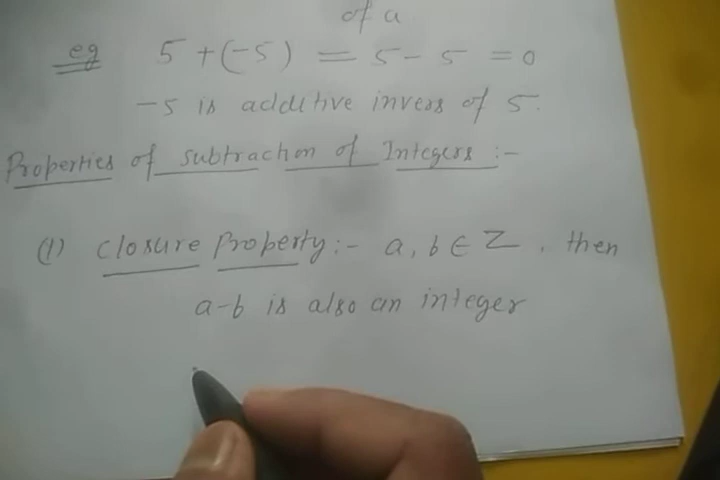 of a
eg 5 + (-5) = 5 - 5 = 0
-5 is additive invers of 5.
Properties of subtraction of Integers :-
(1) Closure Property :- a, b ∈ Z, then
a-b is also an integer